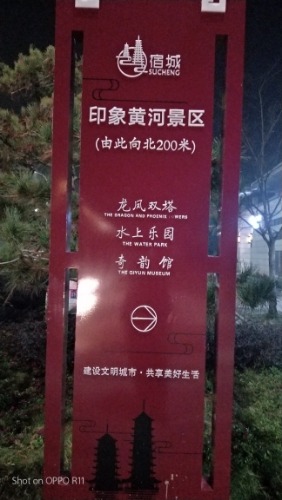 宿城
SUCHENG
印象黄河景区
(由此向北200米)
龙凤双塔
THE DRAGON AND PHOENIX
水上乐园
THE WATER PARK
奇韵馆
THE QIYUN MUSEUM
建设文明城市·共享美好生活
Shot on OPPO R11